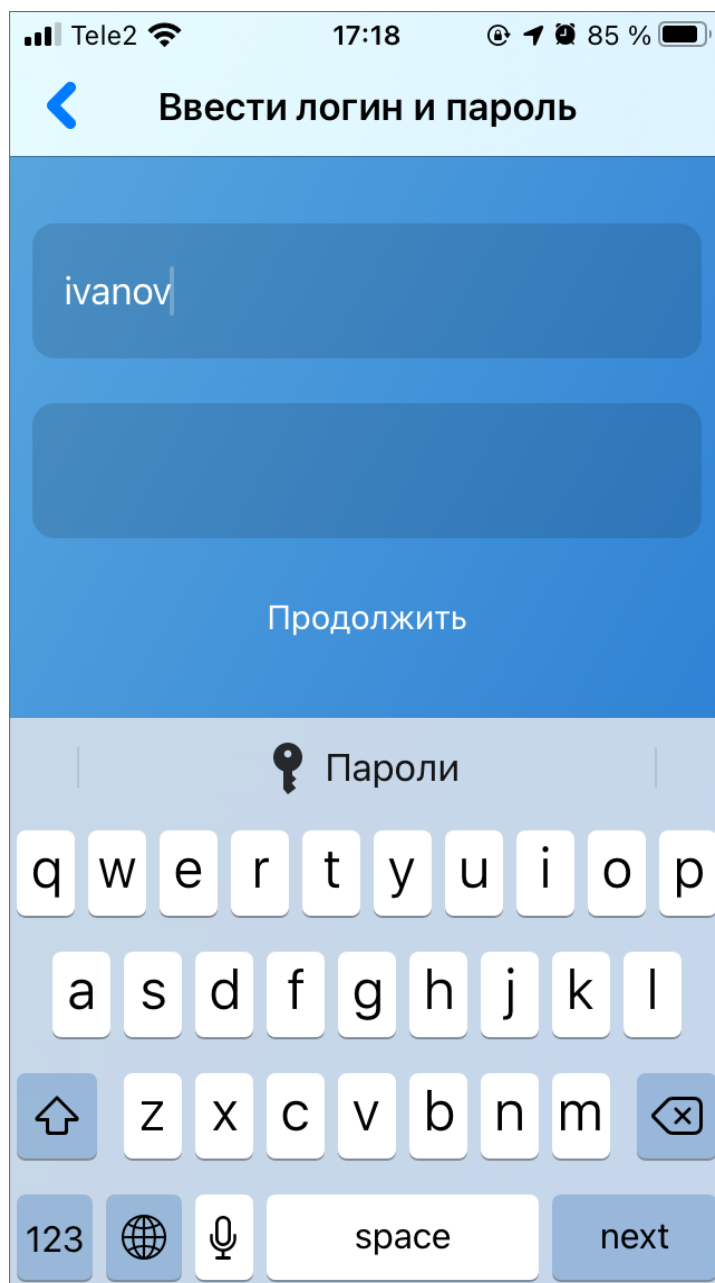 Tele2 17:18 85 %
Ввести логин и пароль
ivanov
Продолжить
Пароли
q w e r t y u i o p
a s d f g h j k l
z x c v b n m
123 space next